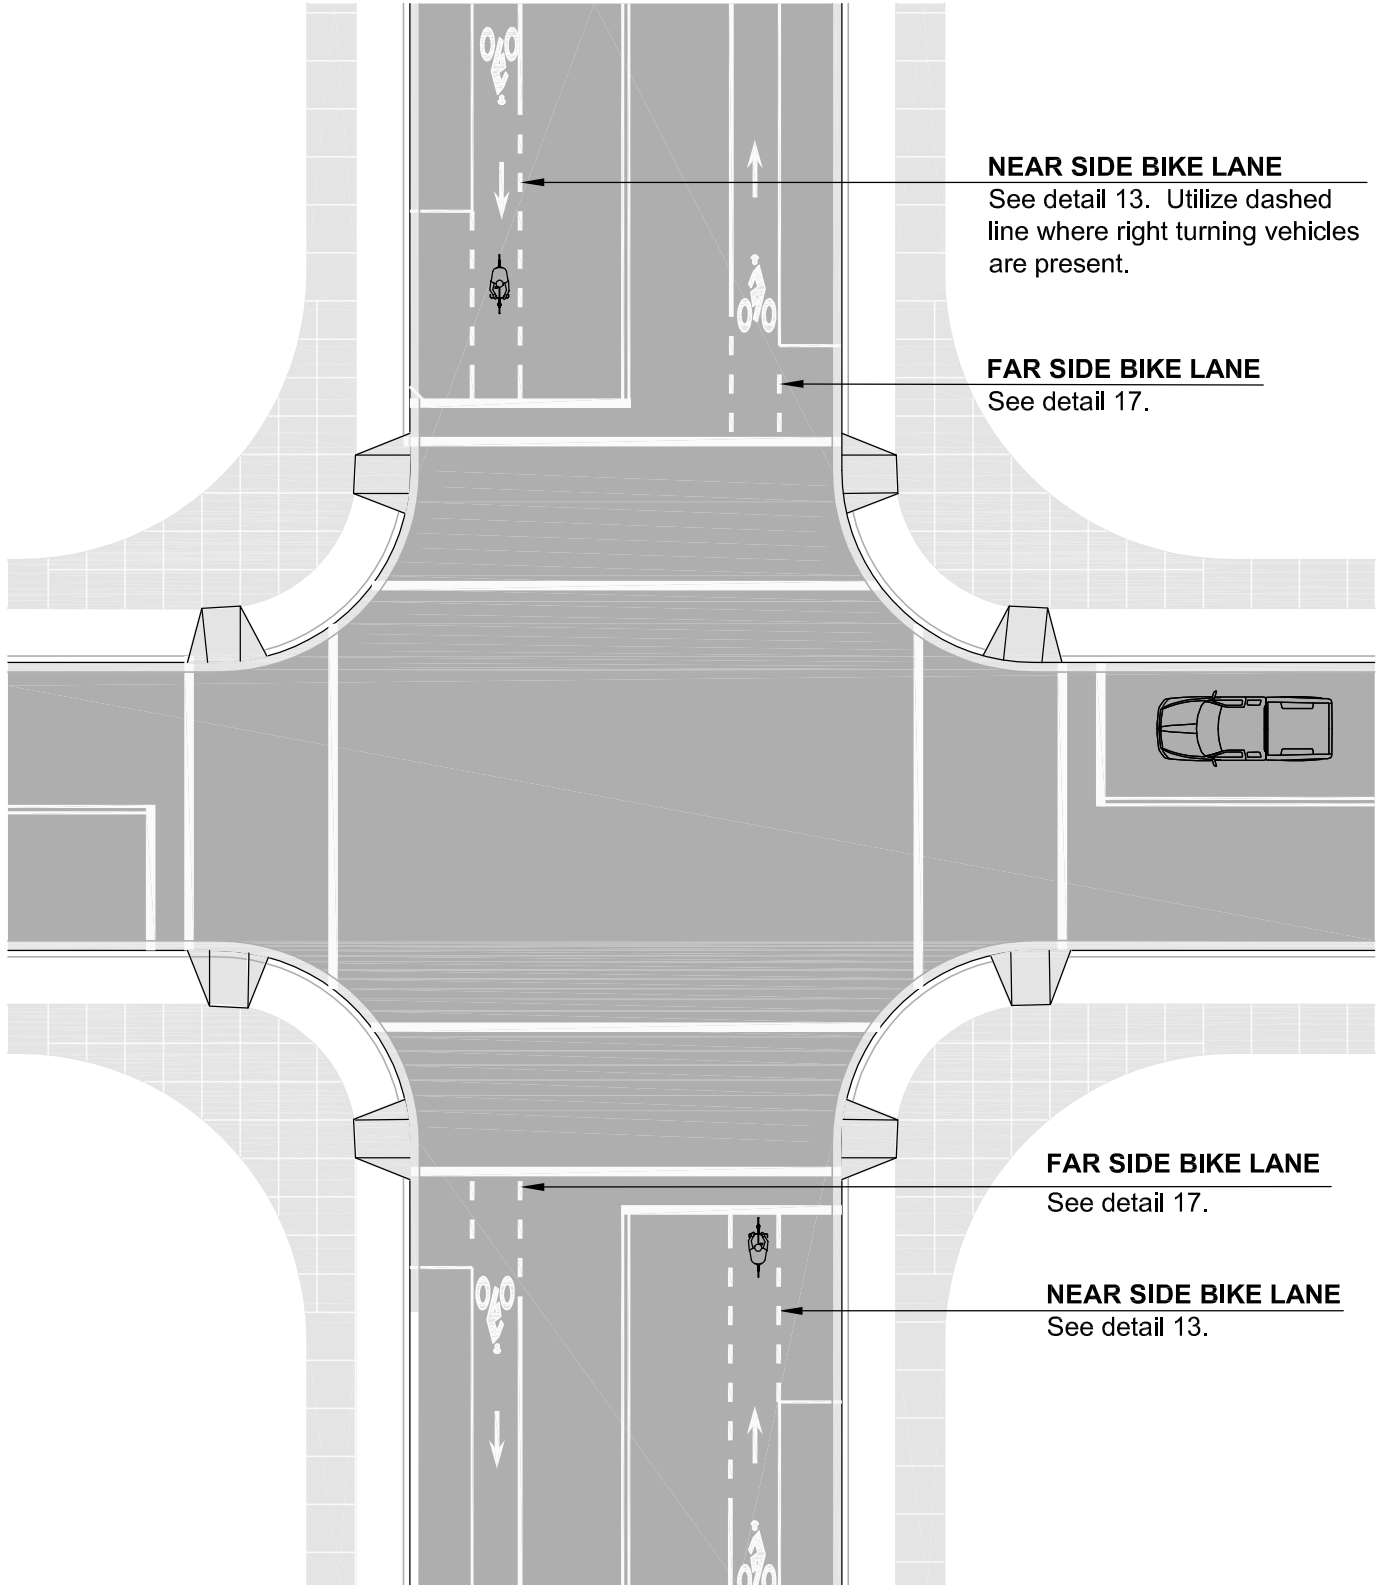 NEAR SIDE BIKE LANE
See detail 13.  Utilize dashed
line where right turning vehicles
are present.
FAR SIDE BIKE LANE
See detail 17.
FAR SIDE BIKE LANE
See detail 17.
NEAR SIDE BIKE LANE
See detail 13.